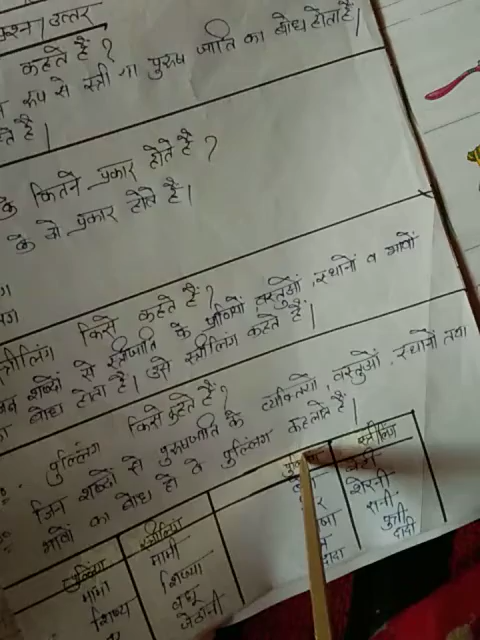 प्रश्न / उत्तर
कहते हैं ?
रूप से स्त्री या पुरुष जाति का बोध होता है|
हैं |
के कितने प्रकार होते हैं ?
के दो प्रकार होते हैं |
स्त्रीलिंग किसे कहते हैं ?
जिन शब्दों से स्त्रीजाति के प्राणियों वस्तुओं, स्थानों व भावों
का बोध होता है | उसे स्त्रीलिंग कहते हैं |
पुल्लिंग किसे कहते हैं ?
जिन शब्दों से पुरुषजाति के व्यक्तियों, वस्तुओं, स्थानों तथा
भावों का बोध हो वे पुल्लिंग कहलाते हैं |
पुल्लिंग स्त्रीलिंग स्त्रीलिंग
मामा मामी बेटी
शिष्य शिष्या शेरनी
वधू रानी
जेठानी पुत्री
दादा दादी